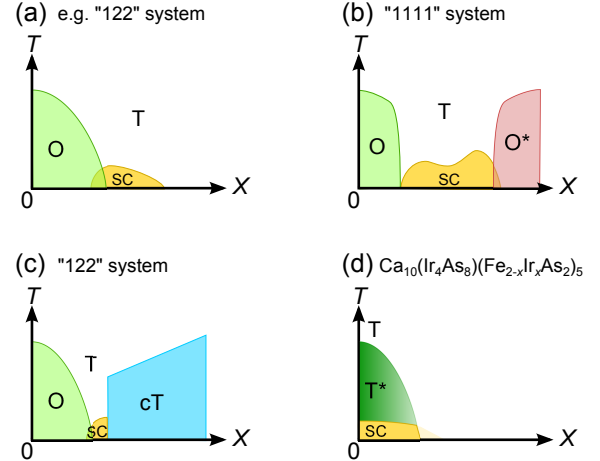 (a) e.g. "122" system
T
T
O
SC
0
X
(b) "1111" system
T
T
O
O*
SC
0
X
(c) "122" system
T
T
O
cT
SC
0
X
(d) Ca10(Ir4As8)(Fe2-xIrxAs2)5
T
T
T*
SC
0
X